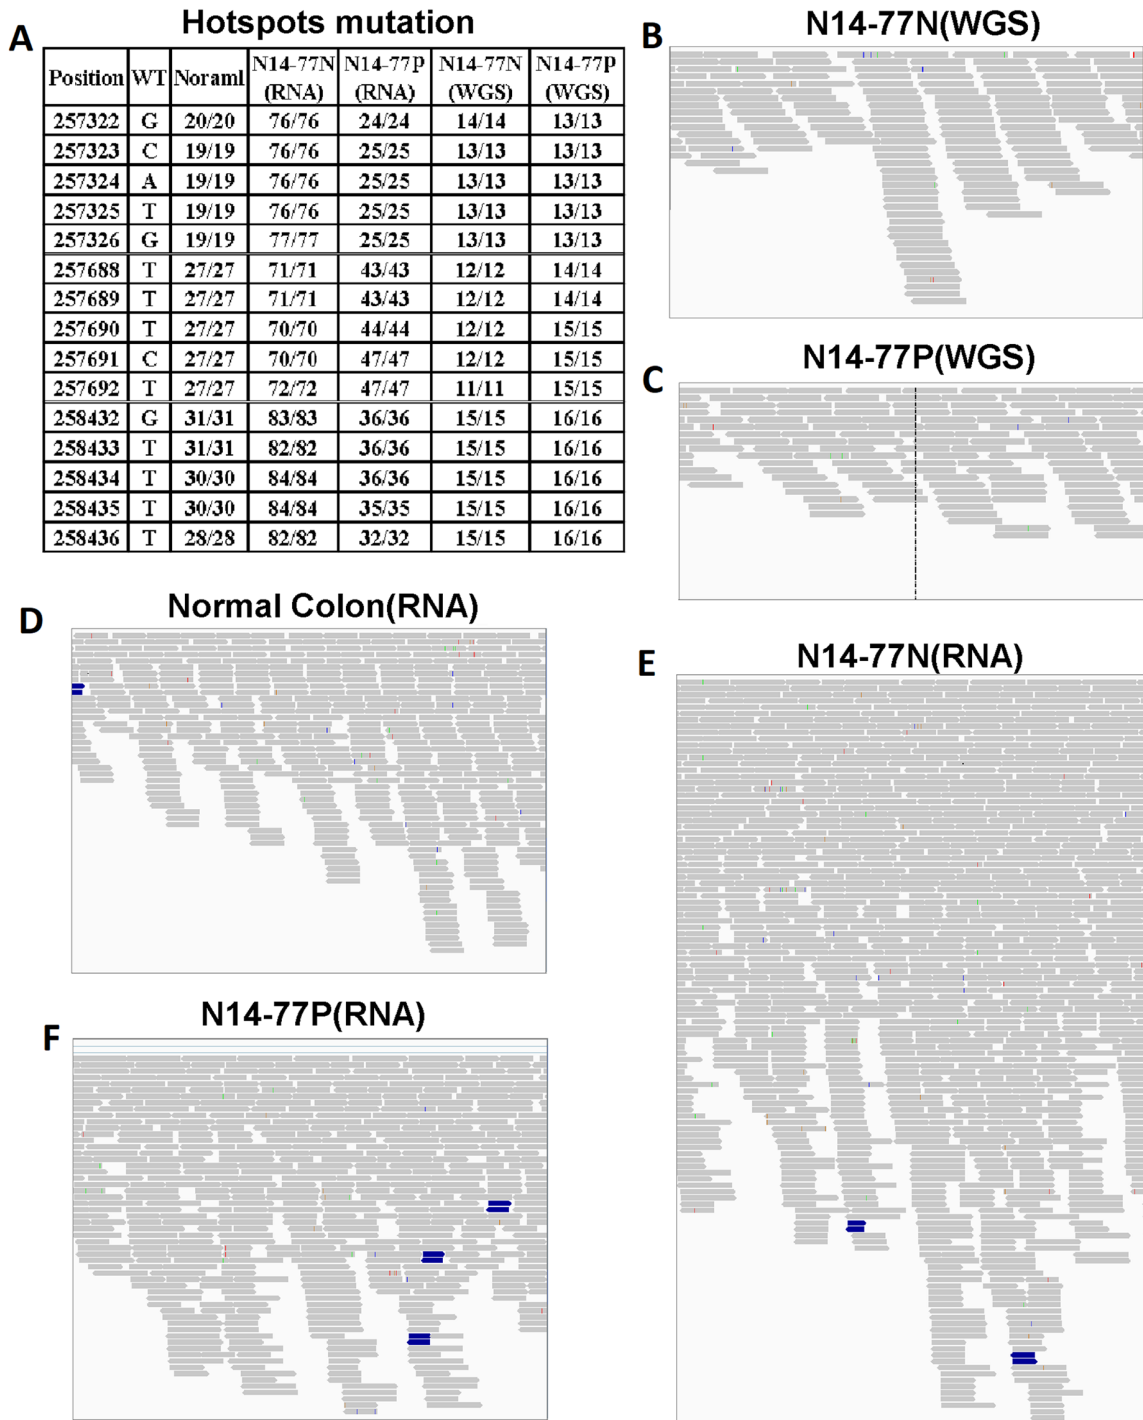 A
Hotspots mutation
Position WT Noraml N14-77N (RNA) N14-77P (RNA) N14-77N (WGS) N14-77P (WGS)
257322 G 20/20 76/76 24/24 14/14 13/13
257323 C 19/19 76/76 25/25 13/13 13/13
257324 A 19/19 76/76 25/25 13/13 13/13
257325 T 19/19 76/76 25/25 13/13 13/13
257326 G 19/19 77/77 25/25 13/13 13/13
257688 T 27/27 71/71 43/43 12/12 14/14
257689 T 27/27 71/71 43/43 12/12 14/14
257690 T 27/27 70/70 44/44 12/12 15/15
257691 C 27/27 70/70 47/47 12/12 15/15
257692 T 27/27 72/72 47/47 11/11 15/15
258432 G 31/31 83/83 36/36 15/15 16/16
258433 T 31/31 82/82 36/36 15/15 16/16
258434 T 30/30 84/84 36/36 15/15 16/16
258435 T 30/30 84/84 35/35 15/15 16/16
258436 T 28/28 82/82 32/32 15/15 16/16
B
N14-77N(WGS)
C
N14-77P(WGS)
D
Normal Colon(RNA)
E
N14-77N(RNA)
F
N14-77P(RNA)